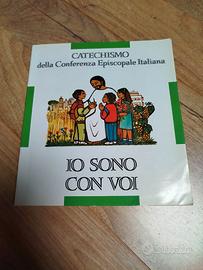 CATECHISMO
della Conferenza Episcopale Italiana
IO SONO
CON VOI